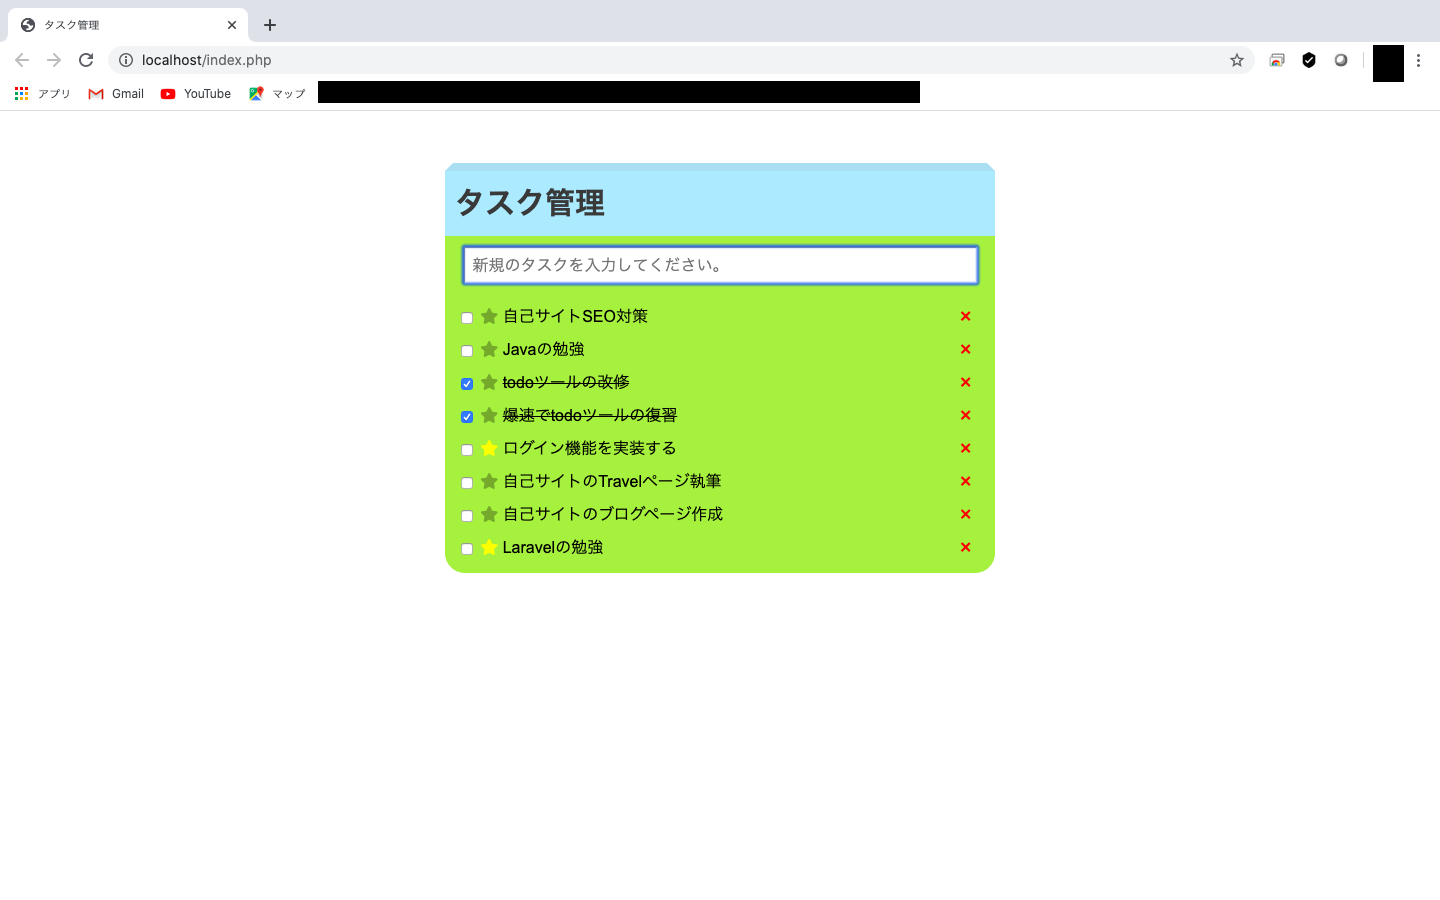 タスク管理
localhost/index.php
アプリ Gmail YouTube マップ
タスク管理
新規のタスクを入力してください。
自己サイトSEO対策
Javaの勉強
todoツールの改修
爆速でtodoツールの復習
ログイン機能を実装する
自己サイトのTravelページ執筆
自己サイトのブログページ作成
Laravelの勉強